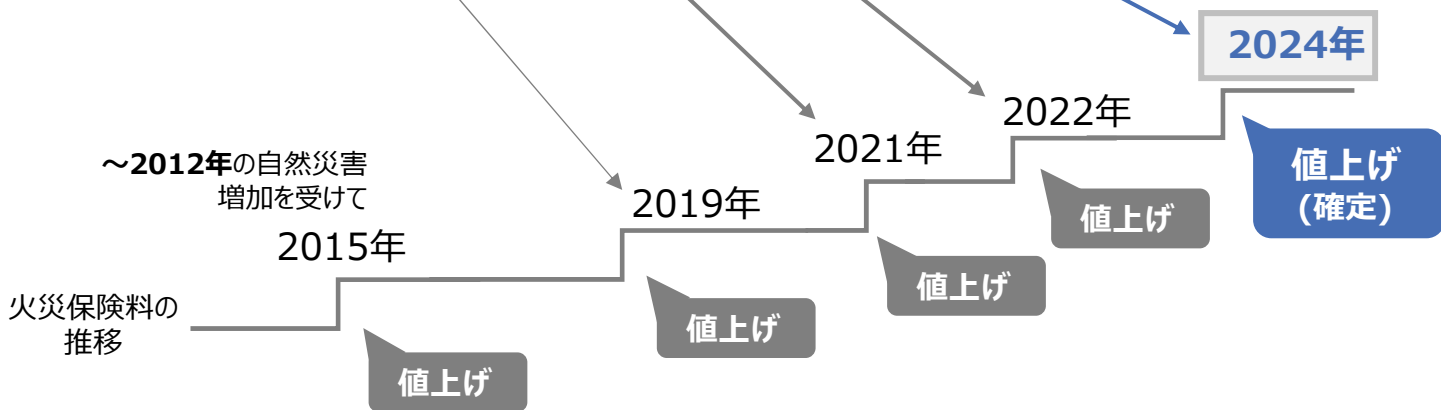 2024年
2022年
2021年
2019年
～2012年の自然災害
増加を受けて
2015年
火災保険料の
推移
値上げ
値上げ
値上げ
値上げ
値上げ
(確定)